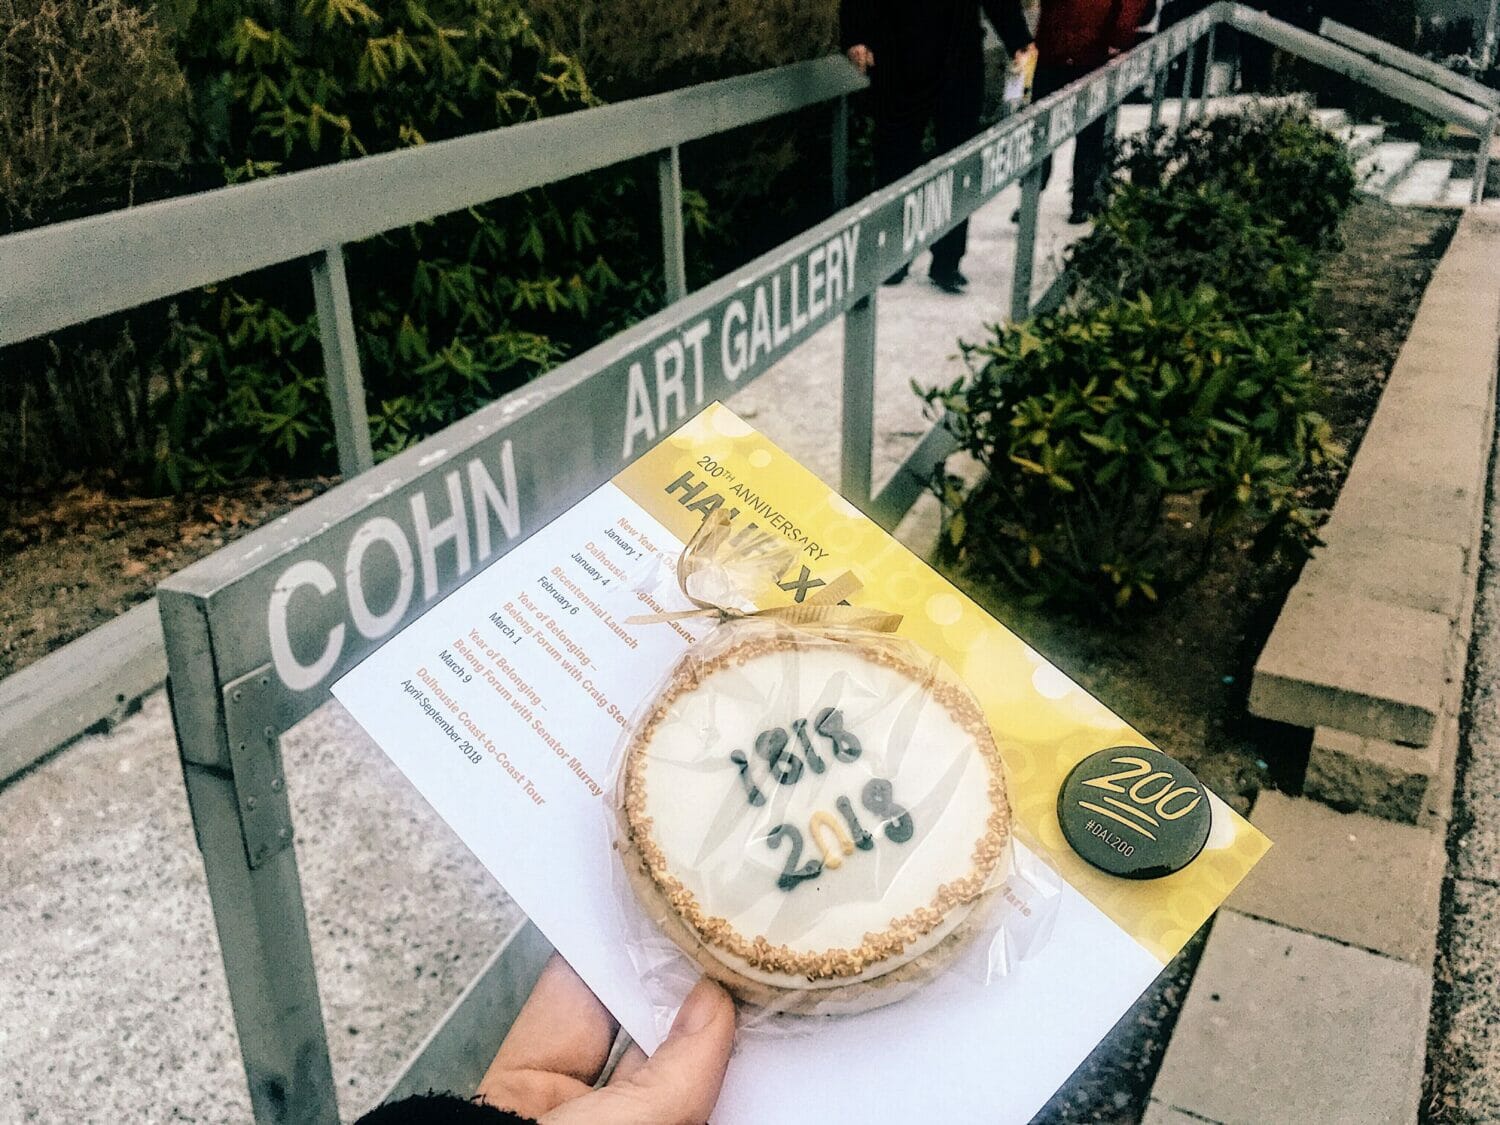 COHN ART GALLERY · DUNN · THEATRE · MUSIC
200TH ANNIVERSARY
HALIFAX
New Year
January 1
Dalhousie
January 4
Bicentennial Launch
February 6
Year of Belonging –
Belong Forum with Craig
March 1
Year of Belonging –
Belong Forum with Senator Murray
March 9
Dalhousie Coast-to-Coast Tour
April-September 2018
1818
2018
200
#DAL200